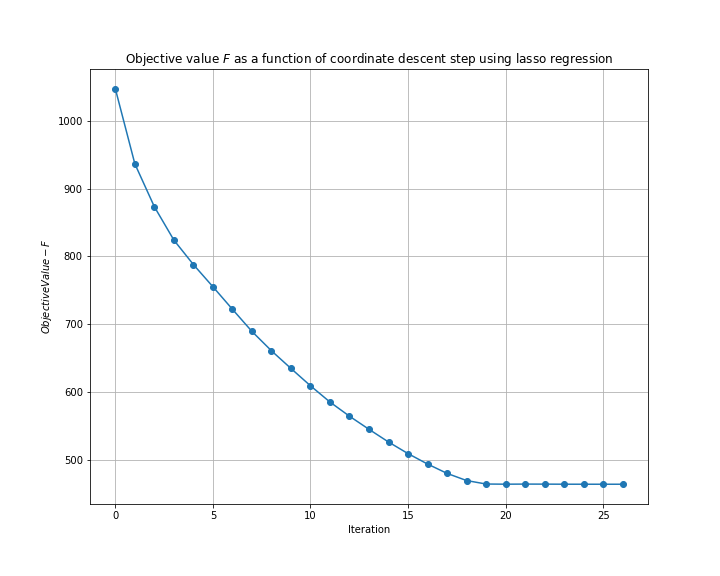 Objective value F as a function of coordinate descent step using lasso regression
1000
900
800
700
600
500
ObjectiveValue − F
0 5 10 15 20 25
Iteration